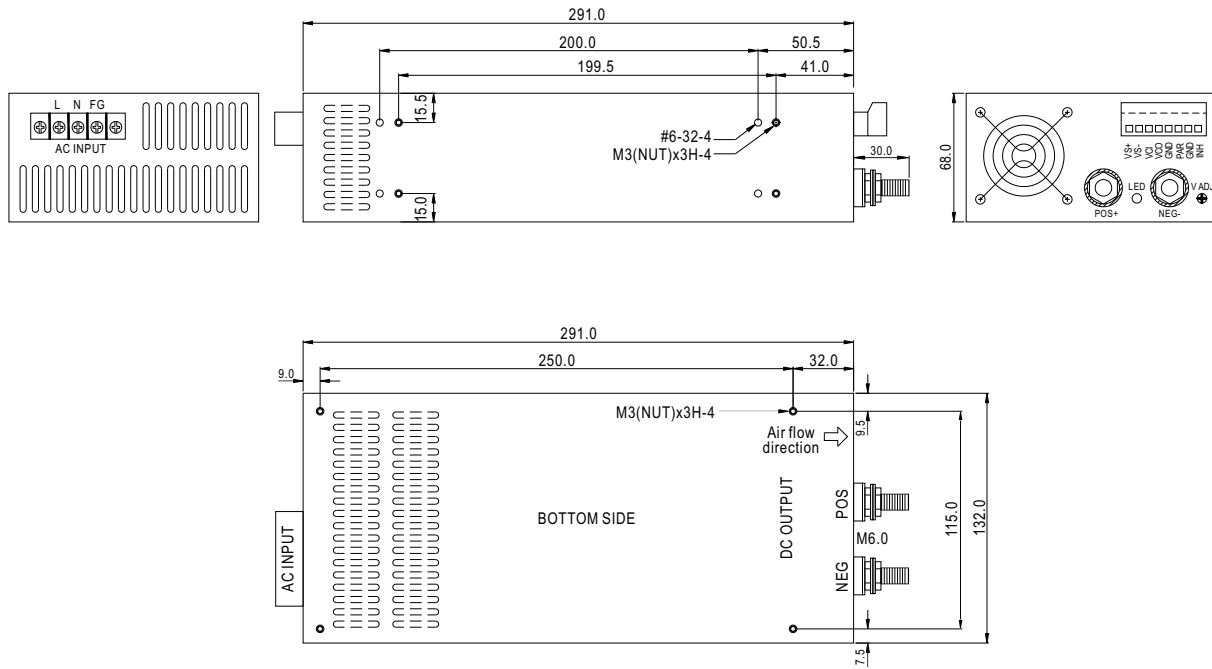 291.0
200.0
50.5
199.5
41.0
L N FG
AC INPUT
15.5
#6-32-4
M3(NUT)x3H-4
30.0
15.0
68.0
VS+
VS-
VCI
VCO
GND
PAR
GND
INH
LED
V ADJ
POS+
NEG-
291.0
250.0
32.0
9.0
M3(NUT)x3H-4
9.5
Air flow
direction
AC INPUT
BOTTOM SIDE
DC OUTPUT
POS
M6.0
NEG
115.0
132.0
7.5